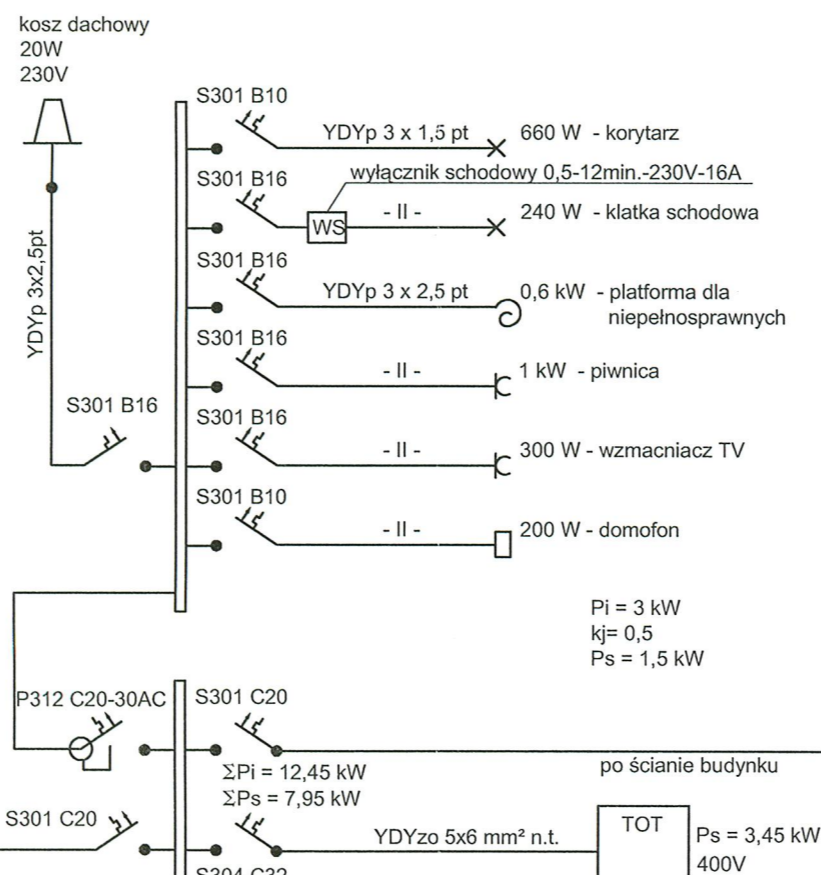 kosz dachowy
20W
230V
S301 B10
YDYp 3 x 1,5 pt
660 W - korytarz
wyłącznik schodowy 0,5-12min.-230V-16A
S301 B16
WS
- II -
240 W - klatka schodowa
S301 B16
YDYp 3 x 2,5 pt
0,6 kW - platforma dla
niepełnosprawnych
YDYp 3x2,5pt
S301 B16
- II -
1 kW - piwnica
S301 B16
S301 B16
- II -
300 W - wzmacniacz TV
S301 B10
- II -
200 W - domofon
Pi = 3 kW
kj= 0,5
Ps = 1,5 kW
P312 C20-30AC
S301 C20
po ścianie budynku
ΣPi = 12,45 kW
ΣPs = 7,95 kW
S301 C20
YDYzo 5x6 mm² n.t.
TOT
Ps = 3,45 kW
400V
S304 C32